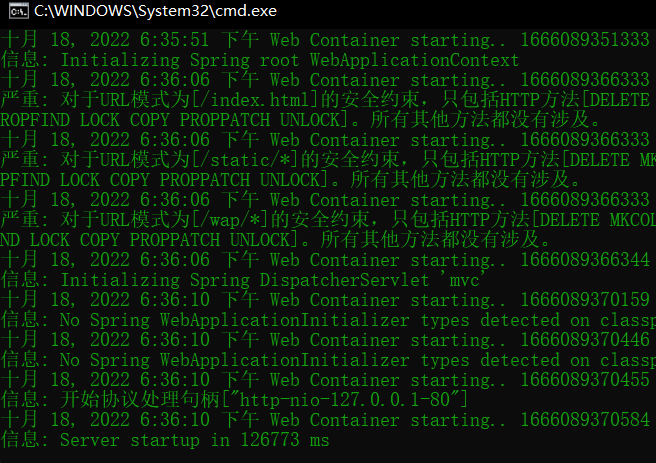 C:\WINDOWS\System32\cmd.exe
十月 18, 2022 6:35:51 下午 Web Container starting.. 1666089351333
信息: Initializing Spring root WebApplicationContext
十月 18, 2022 6:36:06 下午 Web Container starting.. 1666089366333
严重: 对于URL模式为[/index.html]的安全约束, 只包括HTTP方法[DELETE
ROPFIND LOCK COPY PROPPATCH UNLOCK]。所有其他方法都没有涉及。
十月 18, 2022 6:36:06 下午 Web Container starting.. 1666089366333
严重: 对于URL模式为[/static/*]的安全约束, 只包括HTTP方法[DELETE MK
PFIND LOCK COPY PROPPATCH UNLOCK]。所有其他方法都没有涉及。
十月 18, 2022 6:36:06 下午 Web Container starting.. 1666089366333
严重: 对于URL模式为[/wap/*]的安全约束, 只包括HTTP方法[DELETE MKCOL
ND LOCK COPY PROPPATCH UNLOCK]。所有其他方法都没有涉及。
十月 18, 2022 6:36:06 下午 Web Container starting.. 1666089366344
信息: Initializing Spring DispatcherServlet 'mvc'
十月 18, 2022 6:36:10 下午 Web Container starting.. 1666089370159
信息: No Spring WebApplicationInitializer types detected on classp
十月 18, 2022 6:36:10 下午 Web Container starting.. 1666089370446
信息: No Spring WebApplicationInitializer types detected on classp
十月 18, 2022 6:36:10 下午 Web Container starting.. 1666089370455
信息: 开始协议处理句柄["http-nio-127.0.0.1-80"]
十月 18, 2022 6:36:10 下午 Web Container starting.. 1666089370584
信息: Server startup in 126773 ms